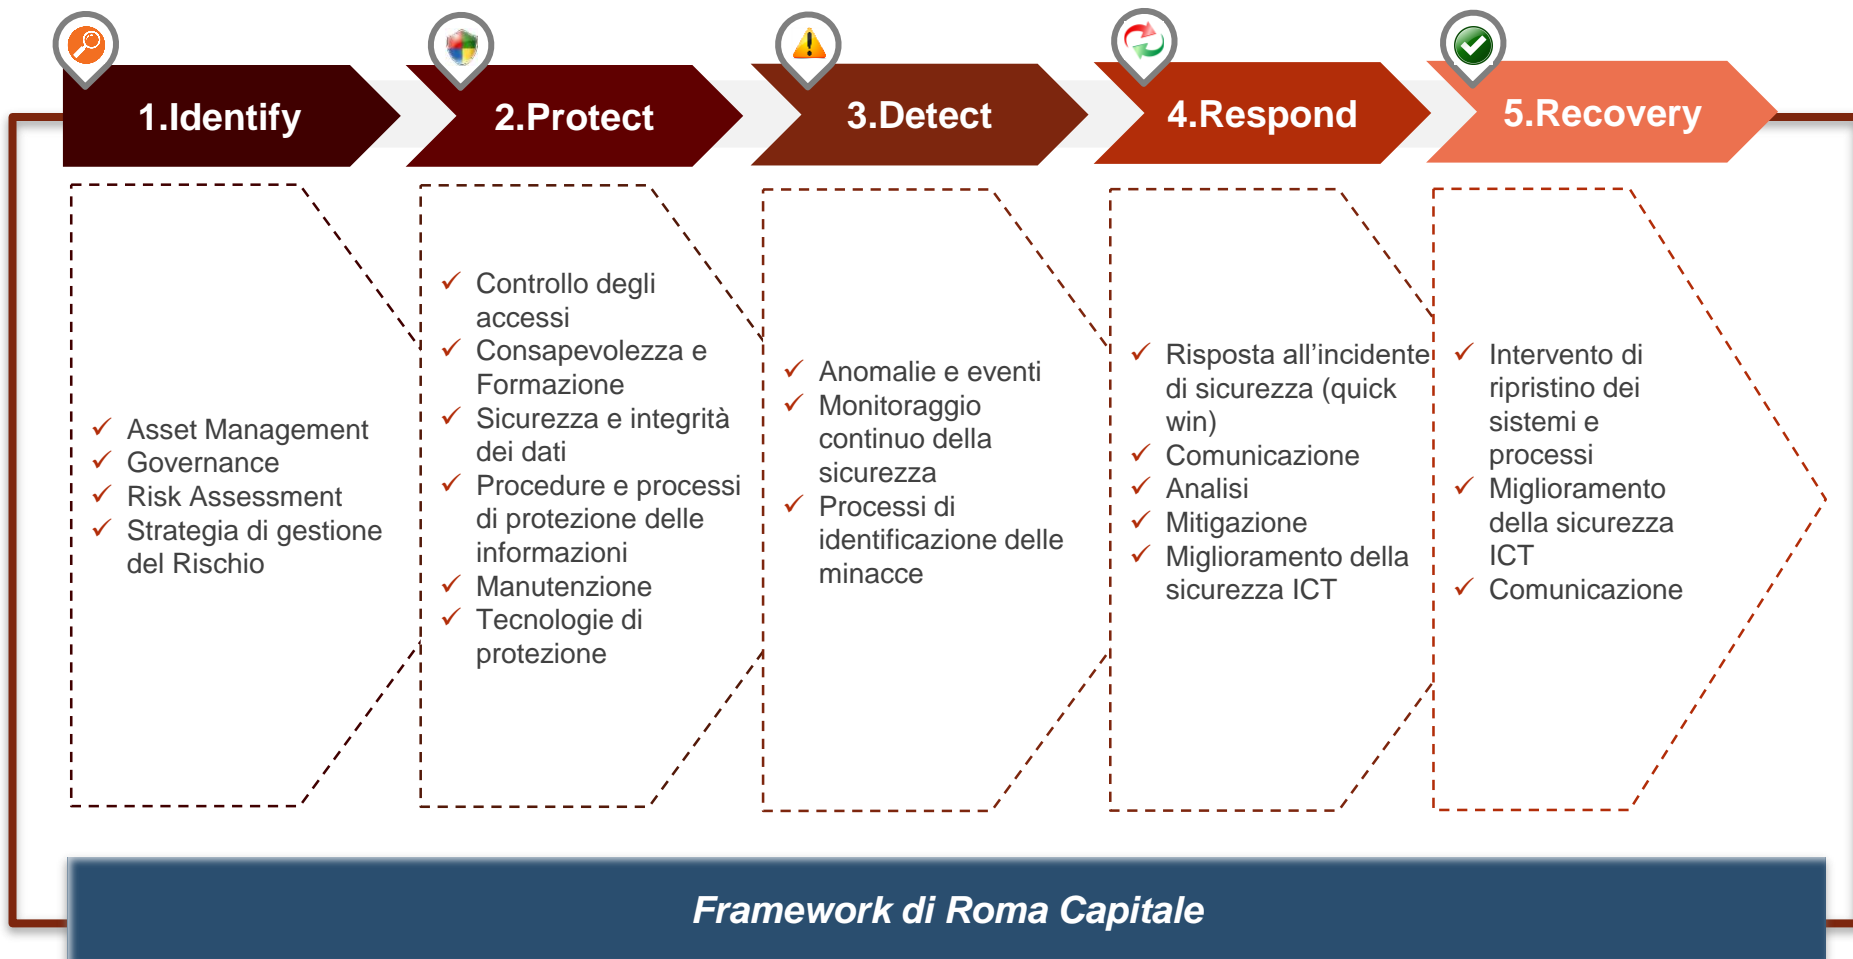 1.Identify
2.Protect
3.Detect
4.Respond
5.Recovery
Asset Management
Governance
Risk Assessment
Strategia di gestione
del Rischio
Controllo degli
accessi
Consapevolezza e
Formazione
Sicurezza e integrità
dei dati
Procedure e processi
di protezione delle
informazioni
Manutenzione
Tecnologie di
protezione
Anomalie e eventi
Monitoraggio
continuo della
sicurezza
Processi di
identificazione delle
minacce
Risposta all’incidente
di sicurezza (quick
win)
Comunicazione
Analisi
Mitigazione
Miglioramento della
sicurezza ICT
Intervento di
ripristino dei
sistemi e
processi
Miglioramento
della sicurezza
ICT
Comunicazione
Framework di Roma Capitale